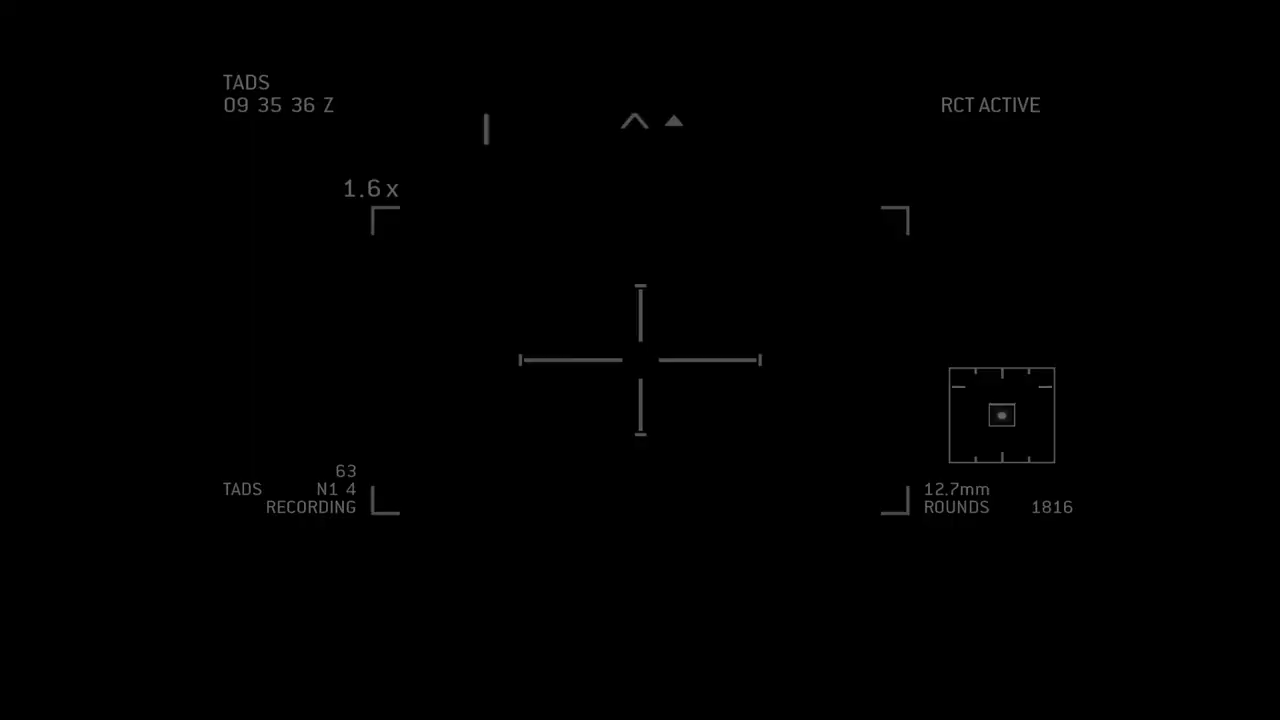 TADS
09 35 36 Z
RCT ACTIVE
1.6 x
63
TADS N1 4
RECORDING
12.7mm
ROUNDS 1816